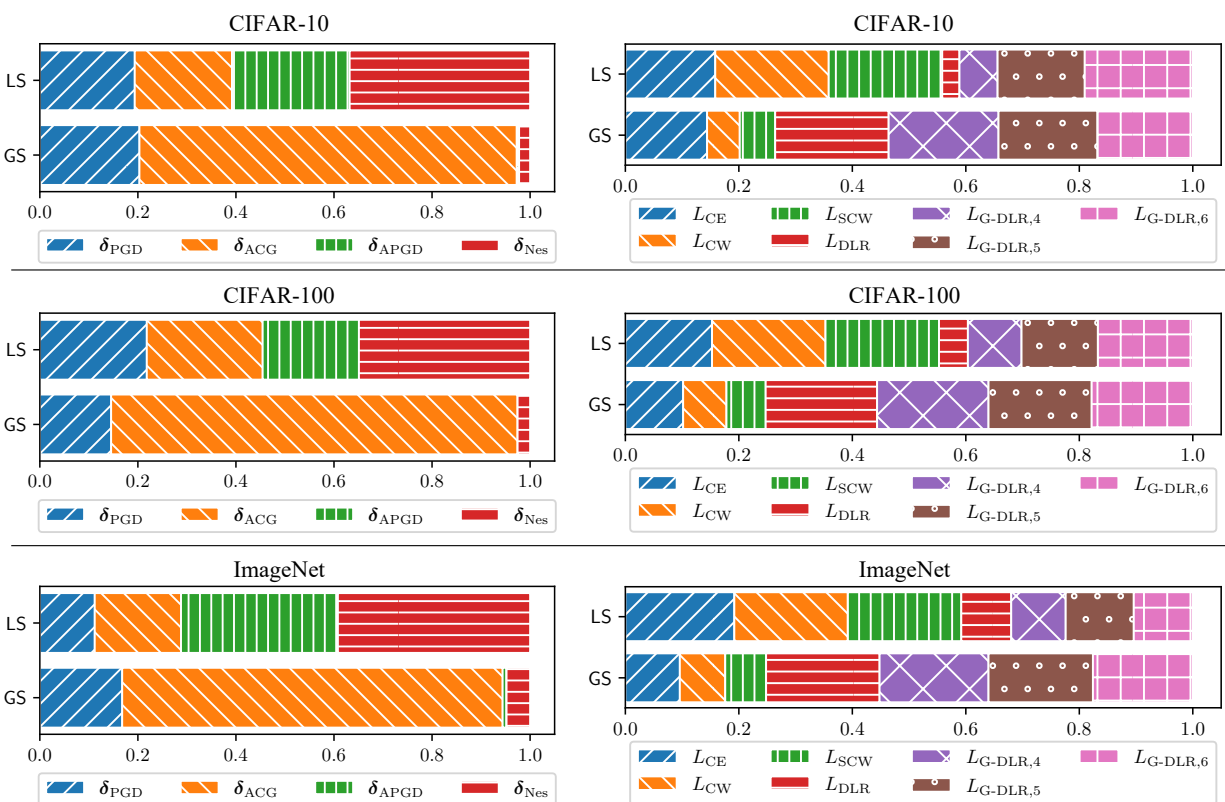 CIFAR-10
LS
GS
0.0 0.2 0.4 0.6 0.8 1.0
δPGD δACG δAPGD δNes
CIFAR-10
LS
GS
0.0 0.2 0.4 0.6 0.8 1.0
LCE LSCW LG-DLR,4 LG-DLR,6
LCW LDLR LG-DLR,5
CIFAR-100
LS
GS
0.0 0.2 0.4 0.6 0.8 1.0
δPGD δACG δAPGD δNes
CIFAR-100
LS
GS
0.0 0.2 0.4 0.6 0.8 1.0
LCE LSCW LG-DLR,4 LG-DLR,6
LCW LDLR LG-DLR,5
ImageNet
LS
GS
0.0 0.2 0.4 0.6 0.8 1.0
δPGD δACG δAPGD δNes
ImageNet
LS
GS
0.0 0.2 0.4 0.6 0.8 1.0
LCE LSCW LG-DLR,4 LG-DLR,6
LCW LDLR LG-DLR,5